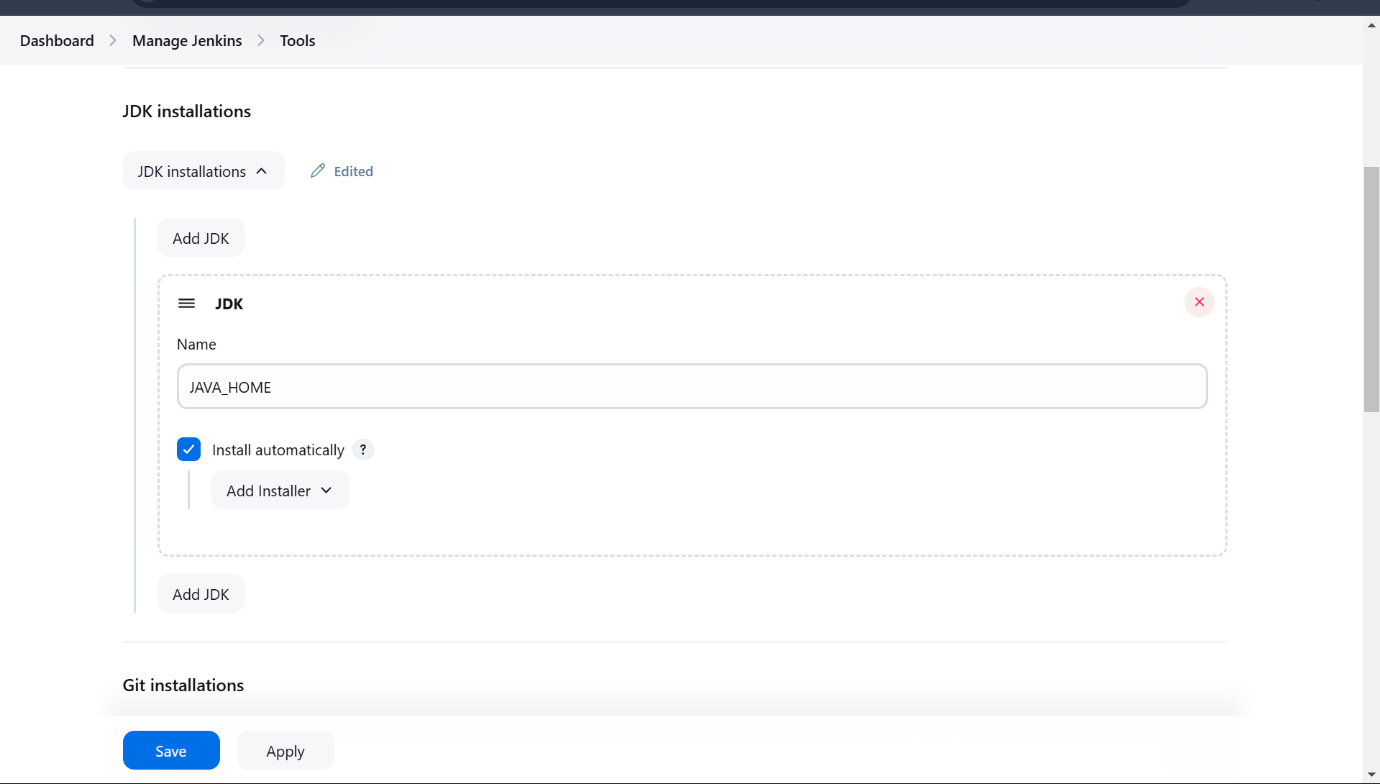 Dashboard > Manage Jenkins > Tools
JDK installations
JDK installations Edited
Add JDK
JDK
Name
JAVA_HOME
Install automatically ?
Add Installer
Add JDK
Git installations
Save Apply